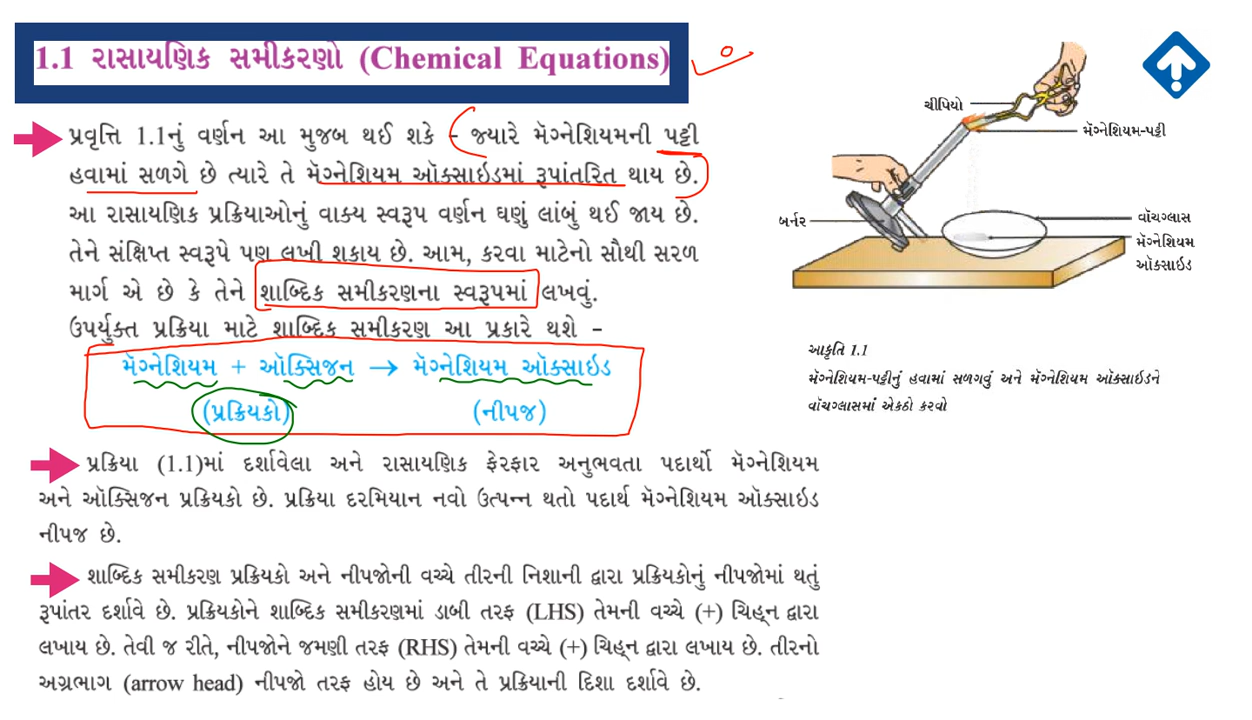 1.1 રાસાયણિક સમીકરણો (Chemical Equations)
પ્રવૃત્તિ 1.1નું વર્ણન આ મુજબ થઈ શકે - જ્યારે મૅગ્નેશિયમની પટ્ટી
હવામાં સળગે છે ત્યારે તે મૅગ્નેશિયમ ઑક્સાઇડમાં રૂપાંતરિત થાય છે.
આ રાસાયણિક પ્રક્રિયાઓનું વાક્ય સ્વરૂપ વર્ણન ઘણું લાંબું થઈ જાય છે.
તેને સંક્ષિપ્ત સ્વરૂપે પણ લખી શકાય છે. આમ, કરવા માટેનો સૌથી સરળ
માર્ગ એ છે કે તેને શાબ્દિક સમીકરણના સ્વરૂપમાં લખવું.
ઉપર્યુક્ત પ્રક્રિયા માટે શાબ્દિક સમીકરણ આ પ્રકારે થશે –
મૅગ્નેશિયમ + ઑક્સિજન → મૅગ્નેશિયમ ઑક્સાઇડ
(પ્રક્રિયકો) (નીપજ)
પ્રક્રિયા (1.1)માં દર્શાવેલા અને રાસાયણિક ફેરફાર અનુભવતા પદાર્થો મૅગ્નેશિયમ
અને ઑક્સિજન પ્રક્રિયકો છે. પ્રક્રિયા દરમિયાન નવો ઉત્પન્ન થતો પદાર્થ મૅગ્નેશિયમ ઑક્સાઇડ
નીપજ છે.
શાબ્દિક સમીકરણ પ્રક્રિયકો અને નીપજોની વચ્ચે તીરની નિશાની દ્વારા પ્રક્રિયકોનું નીપજોમાં થતું
રૂપાંતર દર્શાવે છે. પ્રક્રિયકોને શાબ્દિક સમીકરણમાં ડાબી તરફ (LHS) તેમની વચ્ચે (+) ચિહ્ન દ્વારા
લખાય છે. તેવી જ રીતે, નીપજોને જમણી તરફ (RHS) તેમની વચ્ચે (+) ચિહ્ન દ્વારા લખાય છે. તીરનો
અગ્રભાગ (arrow head) નીપજો તરફ હોય છે અને તે પ્રક્રિયાની દિશા દર્શાવે છે.
ચીપિયો
મૅગ્નેશિયમ-પટ્ટી
બર્નર
વૉચગ્લાસ
મૅગ્નેશિયમ
ઑક્સાઇડ
આકૃતિ 1.1
મૅગ્નેશિયમ-પટ્ટીનું હવામાં સળગવું અને મૅગ્નેશિયમ ઑક્સાઇડને
વૉચગ્લાસમાં એકઠો કરવો